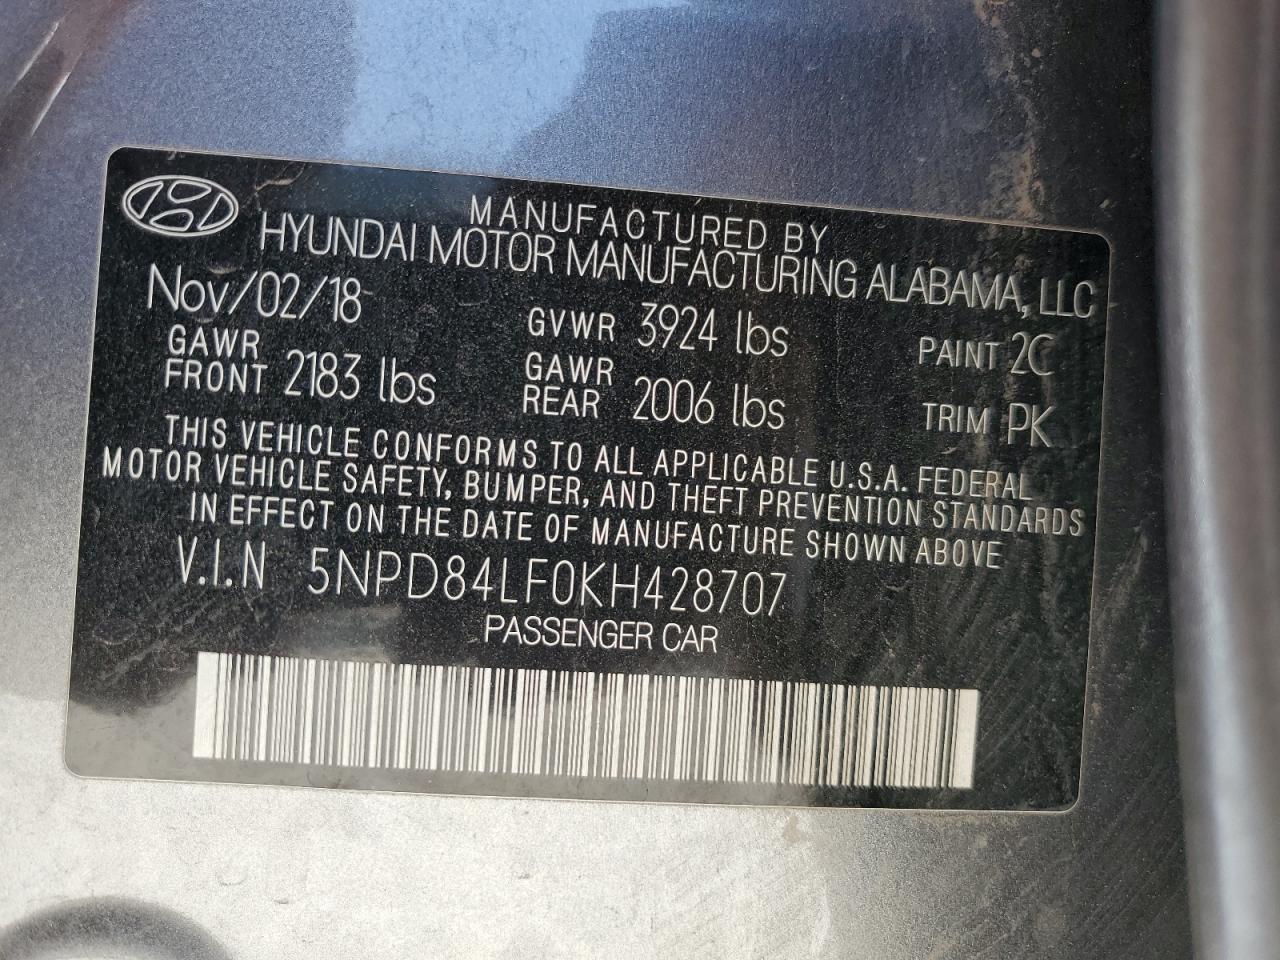 MANUFACTURED BY
HYUNDAI MOTOR MANUFACTURING ALABAMA, LLC
Nov/02/18 GVWR 3924 lbs PAINT 2C
GAWR FRONT 2183 lbs GAWR REAR 2006 lbs TRIM PK
THIS VEHICLE CONFORMS TO ALL APPLICABLE U.S.A. FEDERAL
MOTOR VEHICLE SAFETY, BUMPER, AND THEFT PREVENTION STANDARDS
IN EFFECT ON THE DATE OF MANUFACTURE SHOWN ABOVE
V.I.N 5NPD84LF0KH428707
PASSENGER CAR